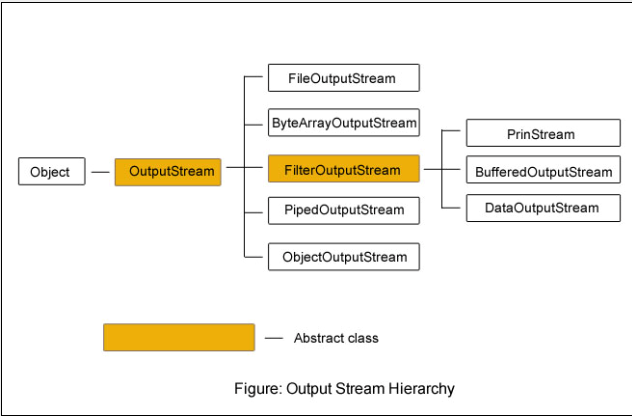 FileOutputStream
ByteArrayOutputStream
PrinStream
Object
OutputStream
FilterOutputStream
BufferedOutputStream
PipedOutputStream
DataOutputStream
ObjectOutputStream
Abstract class
Figure: Output Stream Hierarchy